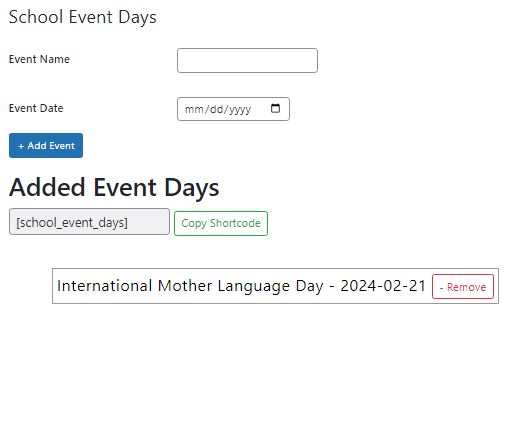 School Event Days
Event Name
Event Date mm/dd/yyyy
+ Add Event
Added Event Days
[school_event_days] Copy Shortcode
International Mother Language Day - 2024-02-21 - Remove